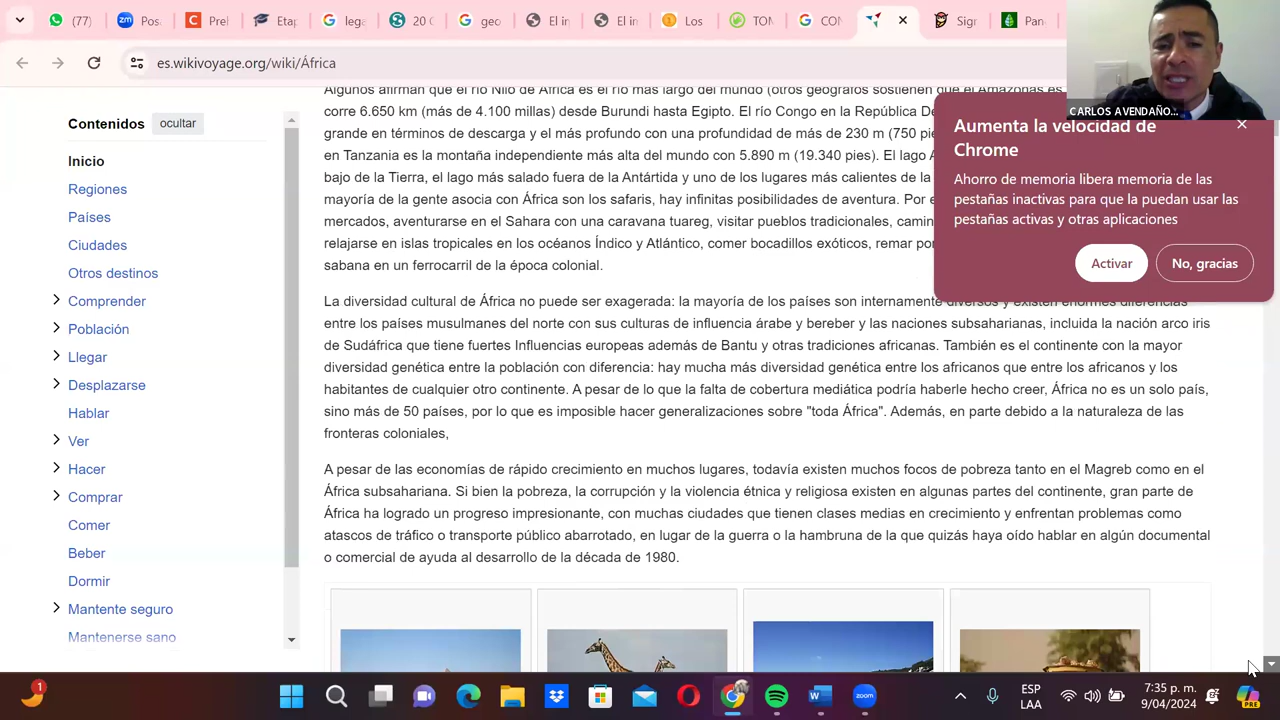 (77)
Pos
Prel
Etap
lega
20 C
geo
El in
El in
Los
TOM
CON
Sign
Pan
es.wikivoyage.org/wiki/África
CARLOS AVENDAÑO...
Aumenta la velocidad de
Chrome
Ahorro de memoria libera memoria de las
pestañas inactivas para que la puedan usar las
pestañas activas y otras aplicaciones
Activar
No, gracias
Contenidos
ocultar
Inicio
Regiones
Países
Ciudades
Otros destinos
Comprender
Población
Llegar
Desplazarse
Hablar
Ver
Hacer
Comprar
Comer
Beber
Dormir
Mantente seguro
Mantenerse sano
Algunos afirman que el río Nilo de África es el río más largo del mundo (otros geógrafos sostienen que el Amazonas es
corre 6.650 km (más de 4.100 millas) desde Burundi hasta Egipto. El río Congo en la República De
grande en términos de descarga y el más profundo con una profundidad de más de 230 m (750 pie
en Tanzania es la montaña independiente más alta del mundo con 5.890 m (19.340 pies). El lago A
bajo de la Tierra, el lago más salado fuera de la Antártida y uno de los lugares más calientes de la
mayoría de la gente asocia con África son los safaris, hay infinitas posibilidades de aventura. Por e
mercados, aventurarse en el Sahara con una caravana tuareg, visitar pueblos tradicionales, camin
relajarse en islas tropicales en los océanos Índico y Atlántico, comer bocadillos exóticos, remar por
sabana en un ferrocarril de la época colonial.
La diversidad cultural de África no puede ser exagerada: la mayoría de los países son internamente diversos y existen enormes diferencias
entre los países musulmanes del norte con sus culturas de influencia árabe y bereber y las naciones subsaharianas, incluida la nación arco iris
de Sudáfrica que tiene fuertes Influencias europeas además de Bantu y otras tradiciones africanas. También es el continente con la mayor
diversidad genética entre la población con diferencia: hay mucha más diversidad genética entre los africanos que entre los africanos y los
habitantes de cualquier otro continente. A pesar de lo que la falta de cobertura mediática podría haberle hecho creer, África no es un solo país,
sino más de 50 países, por lo que es imposible hacer generalizaciones sobre "toda África". Además, en parte debido a la naturaleza de las
fronteras coloniales,
A pesar de las economías de rápido crecimiento en muchos lugares, todavía existen muchos focos de pobreza tanto en el Magreb como en el
África subsahariana. Si bien la pobreza, la corrupción y la violencia étnica y religiosa existen en algunas partes del continente, gran parte de
África ha logrado un progreso impresionante, con muchas ciudades que tienen clases medias en crecimiento y enfrentan problemas como
atascos de tráfico o transporte público abarrotado, en lugar de la guerra o la hambruna de la que quizás haya oído hablar en algún documental
o comercial de ayuda al desarrollo de la década de 1980.
1
zoom
ESP
LAA
7:35 p. m.
9/04/2024
PRE